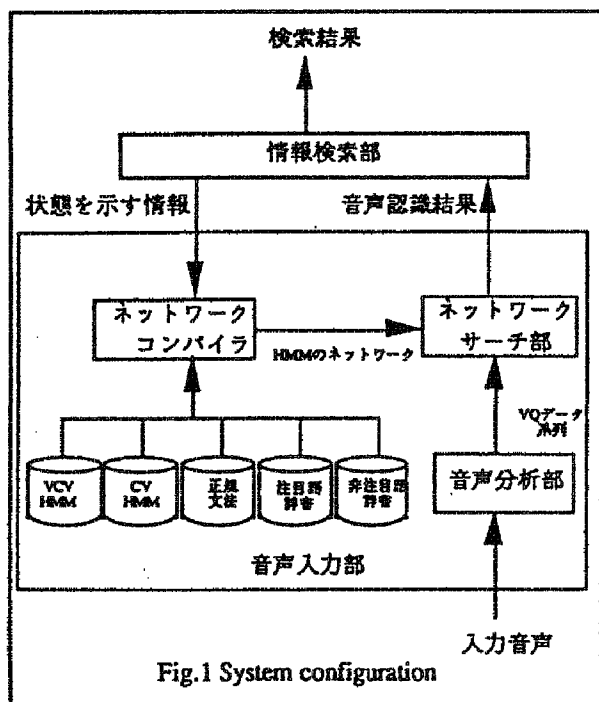 検索結果
情報検索部
状態を示す情報
音声認識結果
ネットワーク
コンパイラ
HMMのネットワーク
ネットワーク
サーチ部
VQデータ
系列
VCV
HMM
CV
HMM
正規
文法
注目語
辞書
非注目語
辞書
音声分析部
音声入力部
入力音声
Fig.1 System configuration